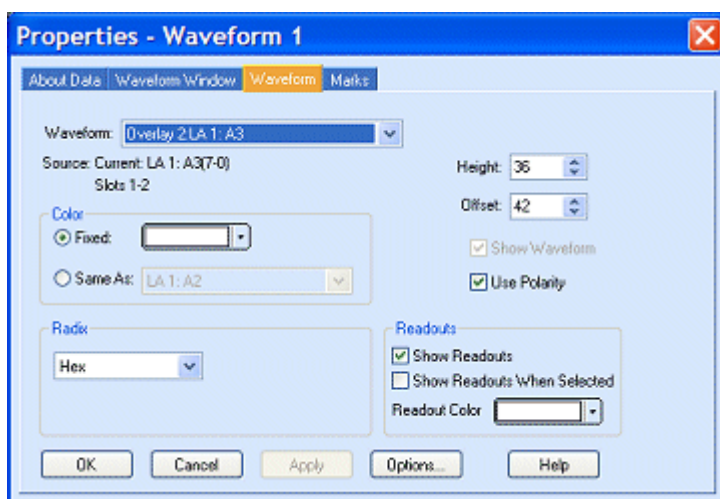 Properties - Waveform 1
About Data Waveform Window Waveform Marks
Waveform: Overlay 2 LA 1: A3
Source: Current: LA 1: A3(7-0)
Slots 1-2
Height: 36
Offset: 42
Color
Fixed:
Show Waveform
Same As: LA 1: A2
Use Polarity
Radix
Hex
Readouts
Show Readouts
Show Readouts When Selected
Readout Color
OK Cancel Apply Options... Help